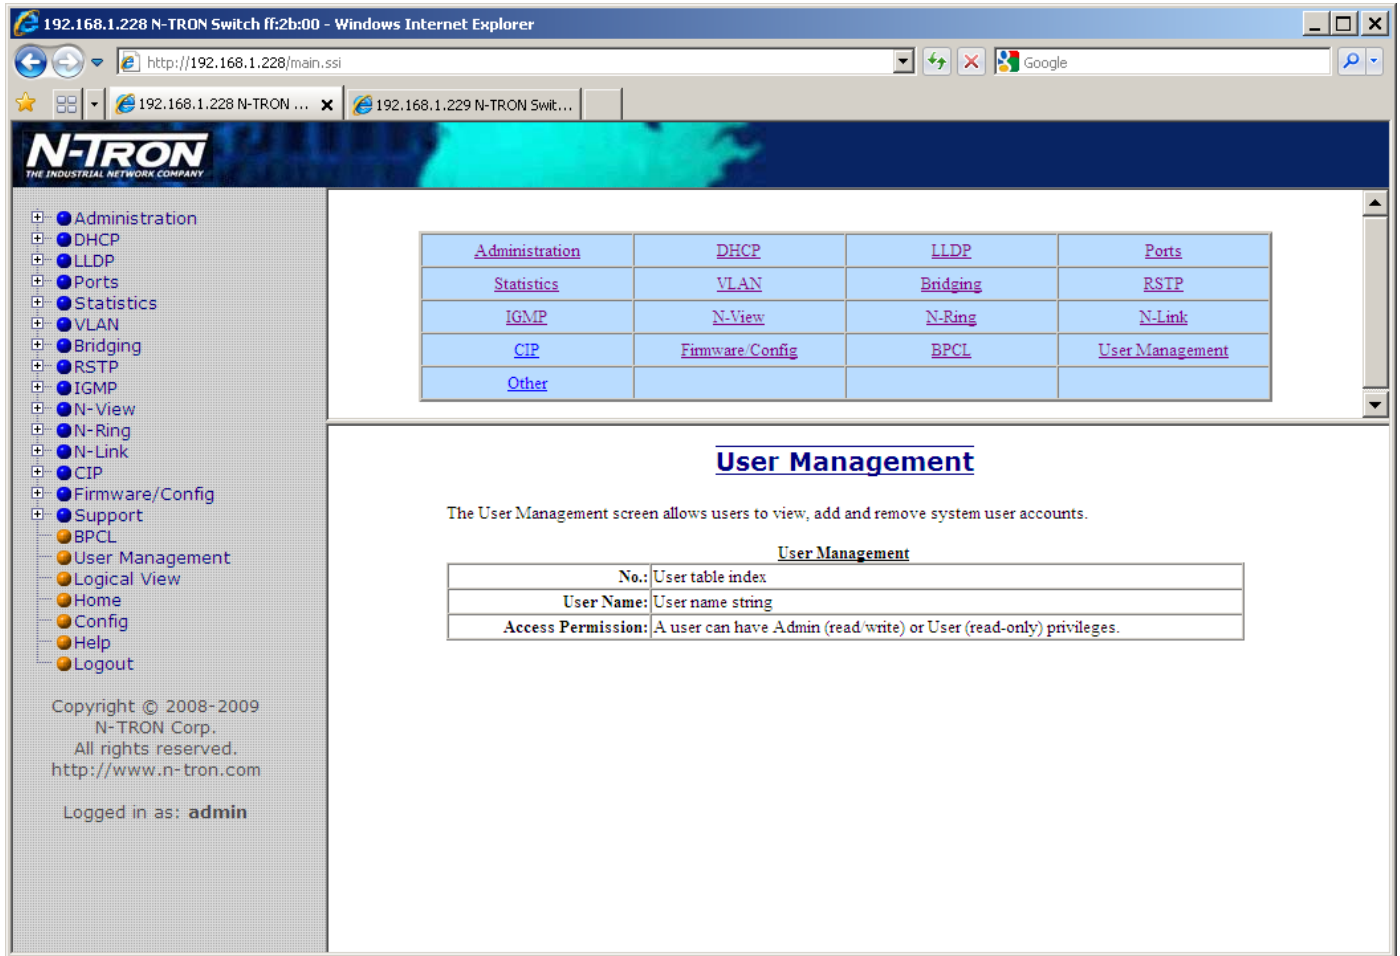 192.168.1.228 N-TRON Switch ff:2b:00 - Windows Internet Explorer
http://192.168.1.228/main.ssi
Google
192.168.1.228 N-TRON ...
192.168.1.229 N-TRON Swit...
N-TRON
THE INDUSTRIAL NETWORK COMPANY
Administration
DHCP
LLDP
Ports
Statistics
VLAN
Bridging
RSTP
IGMP
N-View
N-Ring
N-Link
CIP
Firmware/Config
Support
BPCL
User Management
Logical View
Home
Config
Help
Logout
Copyright © 2008-2009
N-TRON Corp.
All rights reserved.
http://www.n-tron.com
Logged in as: admin
Administration DHCP LLDP Ports
Statistics VLAN Bridging RSTP
IGMP N-View N-Ring N-Link
CIP Firmware/Config BPCL User Management
Other
User Management
The User Management screen allows users to view, add and remove system user accounts.
User Management
No.: User table index
User Name: User name string
Access Permission: A user can have Admin (read/write) or User (read-only) privileges.